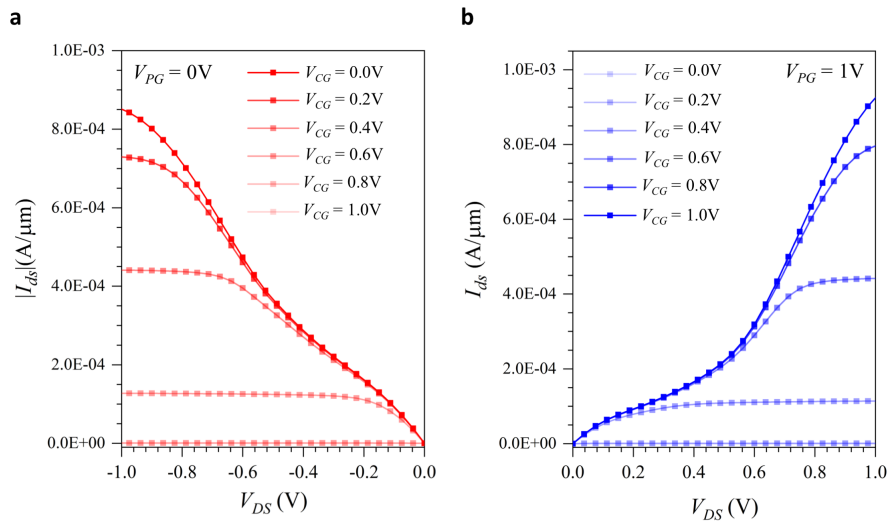 a
V_PG = 0V
V_CG = 0.0V
V_CG = 0.2V
V_CG = 0.4V
V_CG = 0.6V
V_CG = 0.8V
V_CG = 1.0V
1.0E-03
8.0E-04
6.0E-04
4.0E-04
2.0E-04
0.0E+00
|I_ds|(A/μm)
-1.0 -0.8 -0.6 -0.4 -0.2 0.0
V_DS (V)
b
V_CG = 0.0V
V_CG = 0.2V
V_CG = 0.4V
V_CG = 0.6V
V_CG = 0.8V
V_CG = 1.0V
V_PG = 1V
1.0E-03
8.0E-04
6.0E-04
4.0E-04
2.0E-04
0.0E+00
I_ds (A/μm)
0.0 0.2 0.4 0.6 0.8 1.0
V_DS (V)